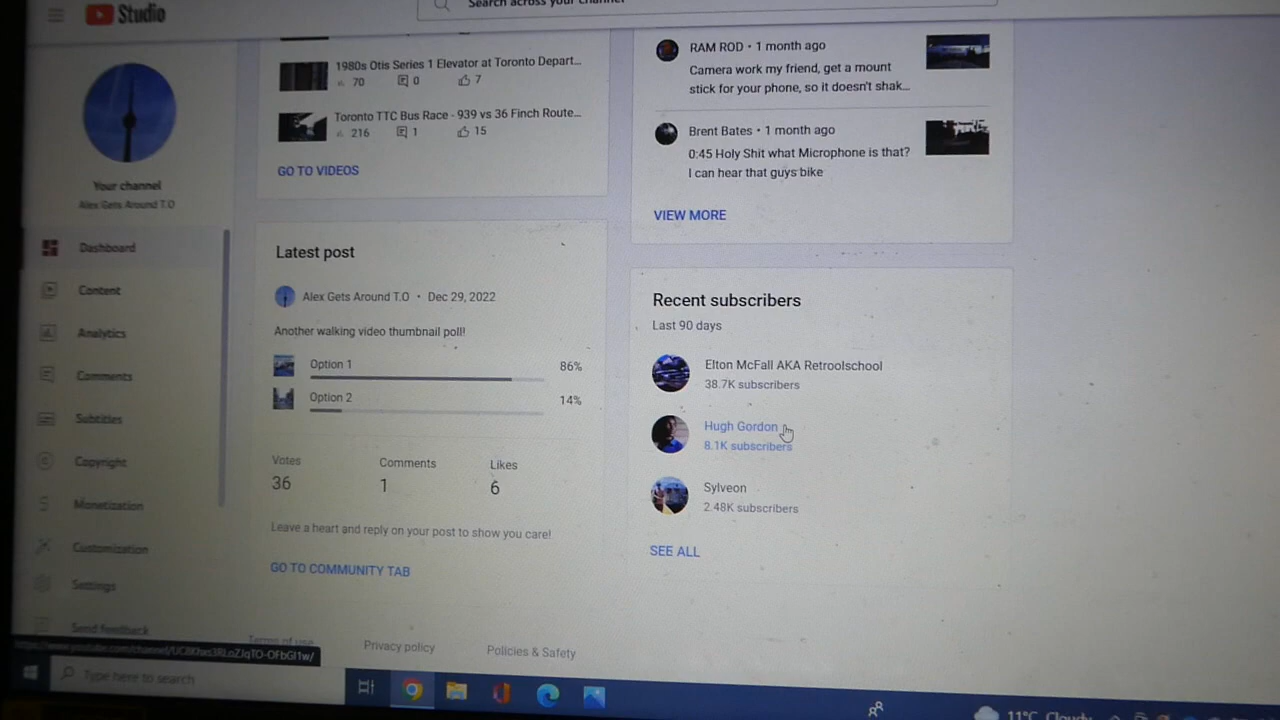 Studio
Search across your channel
Your channel
Alex Gets Around T.O
Dashboard
Content
Analytics
Comments
Subtitles
Copyright
Monetization
Customization
Settings
Send feedback
1980s Otis Series 1 Elevator at Toronto Depart...
70 0 7
Toronto TTC Bus Race - 939 vs 36 Finch Route...
216 1 15
GO TO VIDEOS
Latest post
Alex Gets Around T.O • Dec 29, 2022
Another walking video thumbnail poll!
Option 1 86%
Option 2 14%
Votes Comments Likes
36 1 6
Leave a heart and reply on your post to show you care!
GO TO COMMUNITY TAB
RAM ROD • 1 month ago
Camera work my friend, get a mount
stick for your phone, so it doesn't shak...
Brent Bates • 1 month ago
0:45 Holy Shit what Microphone is that?
I can hear that guys bike
VIEW MORE
Recent subscribers
Last 90 days
Elton McFall AKA Retroolschool
38.7K subscribers
Hugh Gordon
8.1K subscribers
Sylveon
2.48K subscribers
SEE ALL
Terms of use Privacy policy Policies & Safety
Type here to search
11°C Cloudy